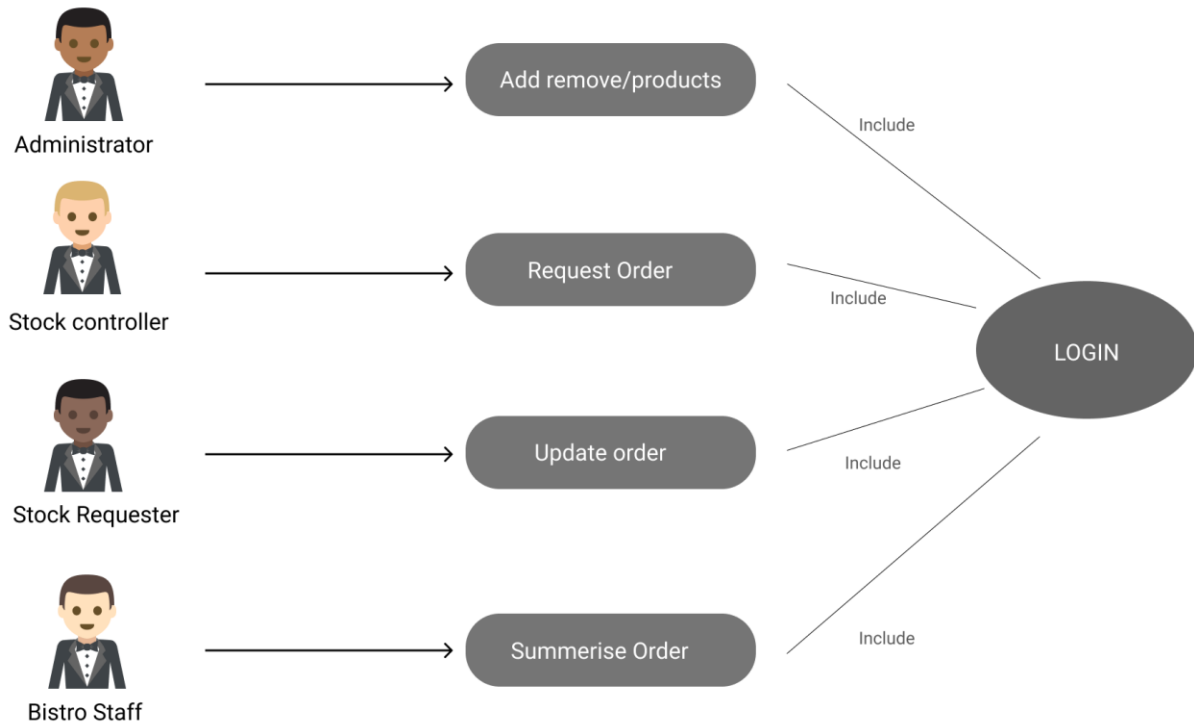 Add remove/products
Include
Administrator
Request Order
Include
Stock controller
LOGIN
Update order
Include
Stock Requester
Summerise Order
Include
Bistro Staff